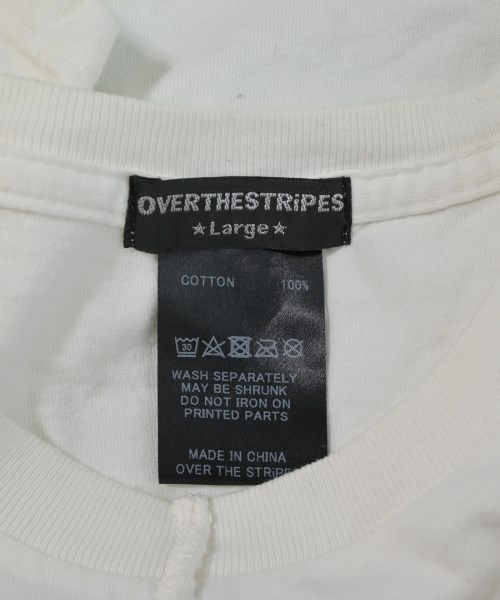 OVERTHESTRiPES
★Large★
COTTON 100%
30
WASH SEPARATELY
MAY BE SHRUNK
DO NOT IRON ON
PRINTED PARTS
MADE IN CHINA
OVER THE STRiPES